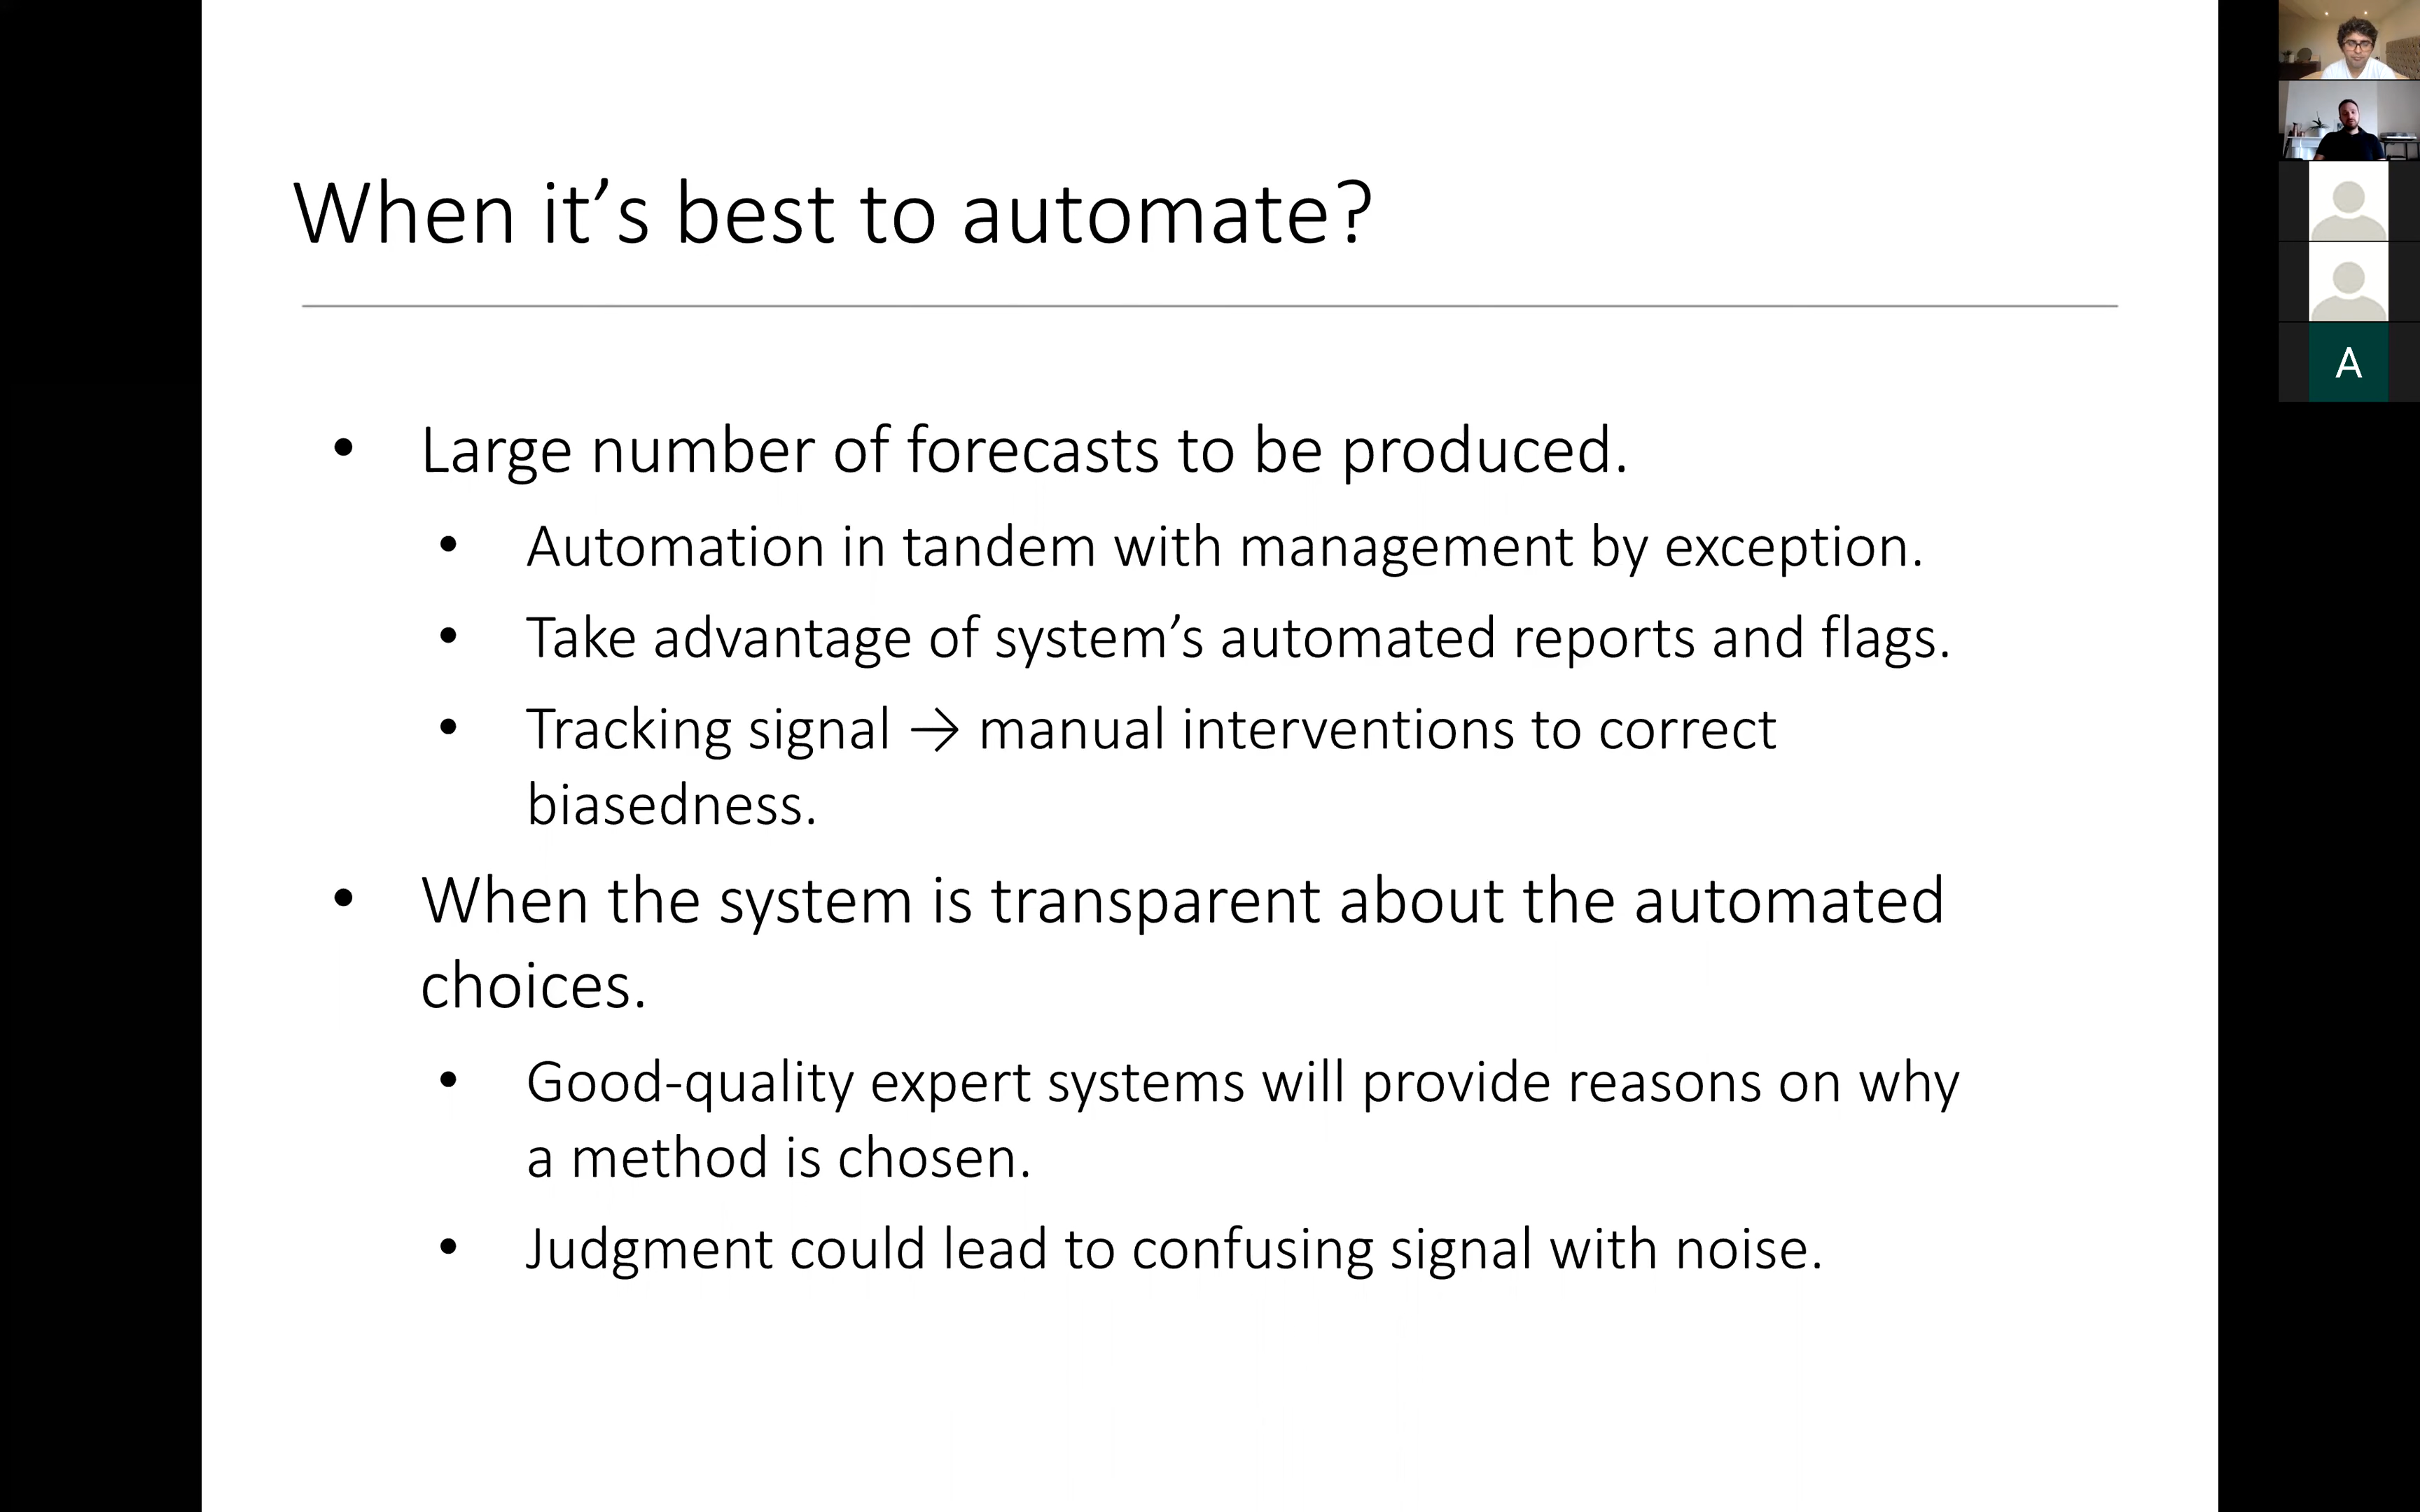 When it’s best to automate?
• Large number of forecasts to be produced.
• Automation in tandem with management by exception.
• Take advantage of system’s automated reports and flags.
• Tracking signal → manual interventions to correct
biasedness.
• When the system is transparent about the automated
choices.
• Good-quality expert systems will provide reasons on why
a method is chosen.
• Judgment could lead to confusing signal with noise.
A